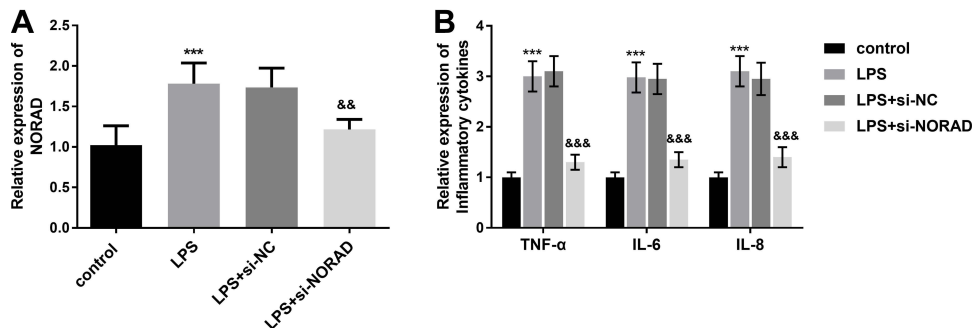 A
Relative expression of
NORAD
2.5
2.0
1.5
1.0
0.5
0.0
***
&&
control
LPS
LPS+si-NC
LPS+si-NORAD
B
Relative expression of
Inflammatory cytokines
4
3
2
1
0
***
&&&
***
&&&
***
&&&
TNF-α
IL-6
IL-8
control
LPS
LPS+si-NC
LPS+si-NORAD